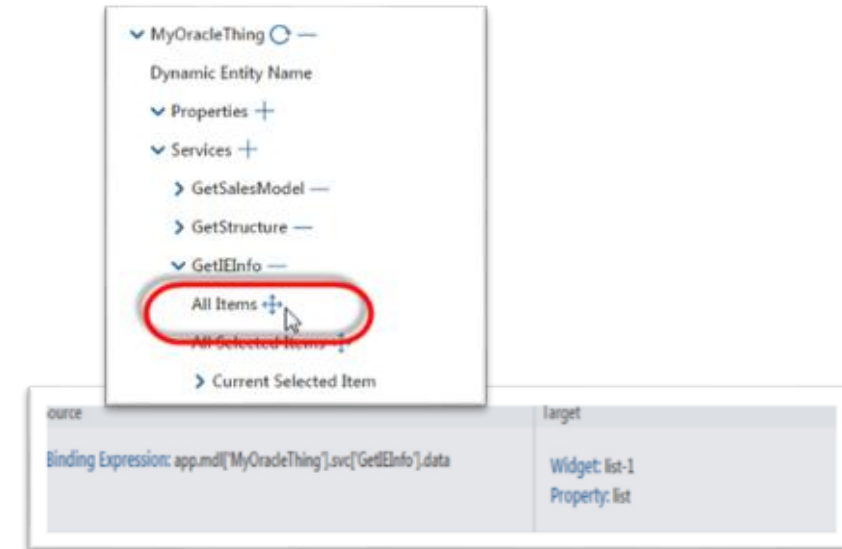 MyOracleThing
Dynamic Entity Name
Properties
Services
GetSalesModel
GetStructure
GetIEInfo
All Items
All Selected Items
Current Selected Item
ource Target
Binding Expression: app.mdl['MyOracleThing'].svc['GetIEInfo'].data
Widget: list-1
Property: list